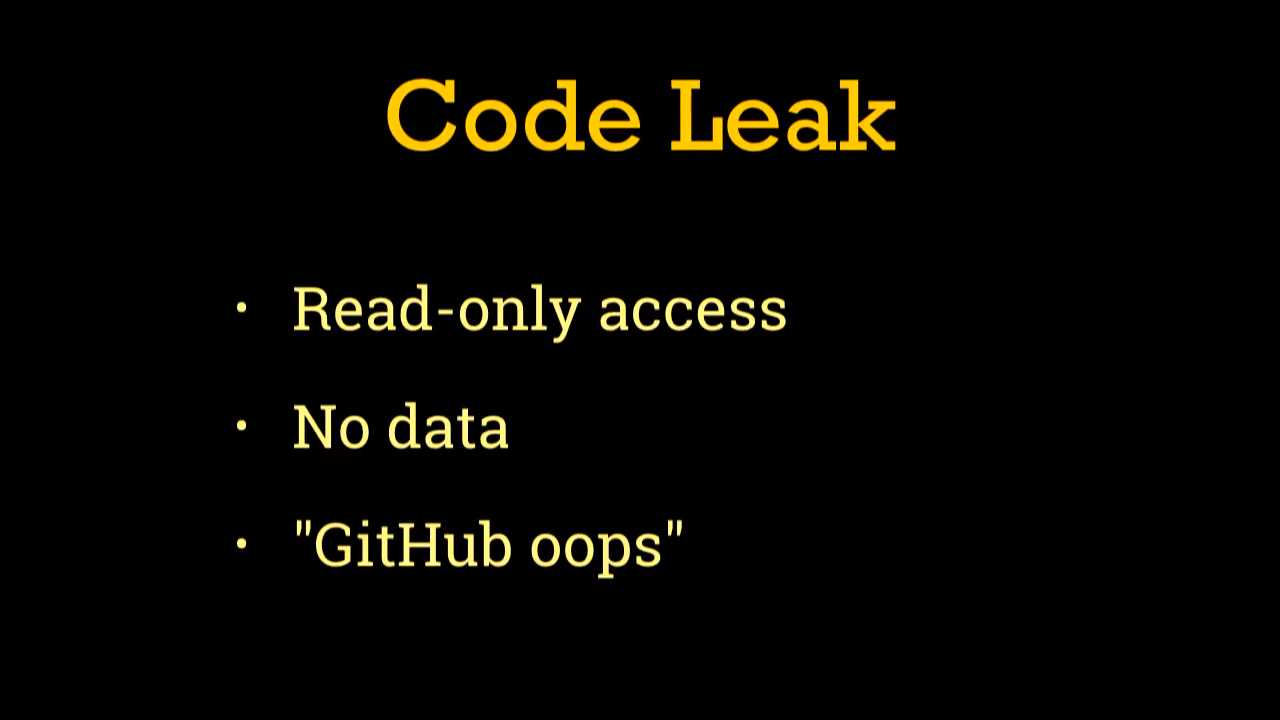 Code Leak
• Read-only access
• No data
• "GitHub oops"